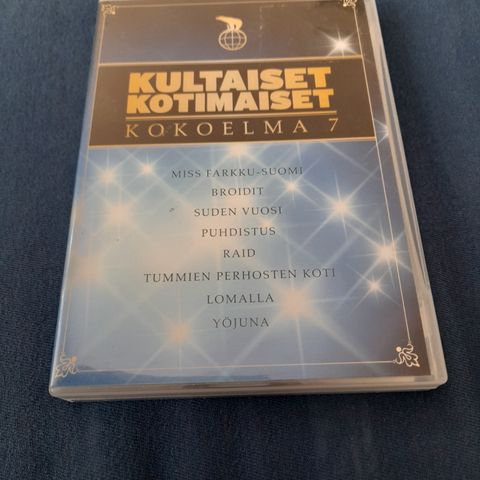 KULTAISET
KOTIMAISET
KOKOELMA 7
MISS FARKKU-SUOMI
BROIDIT
SUDEN VUOSI
PUHDISTUS
RAID
TUMMIEN PERHOSTEN KOTI
LOMALLA
YÖJUNA